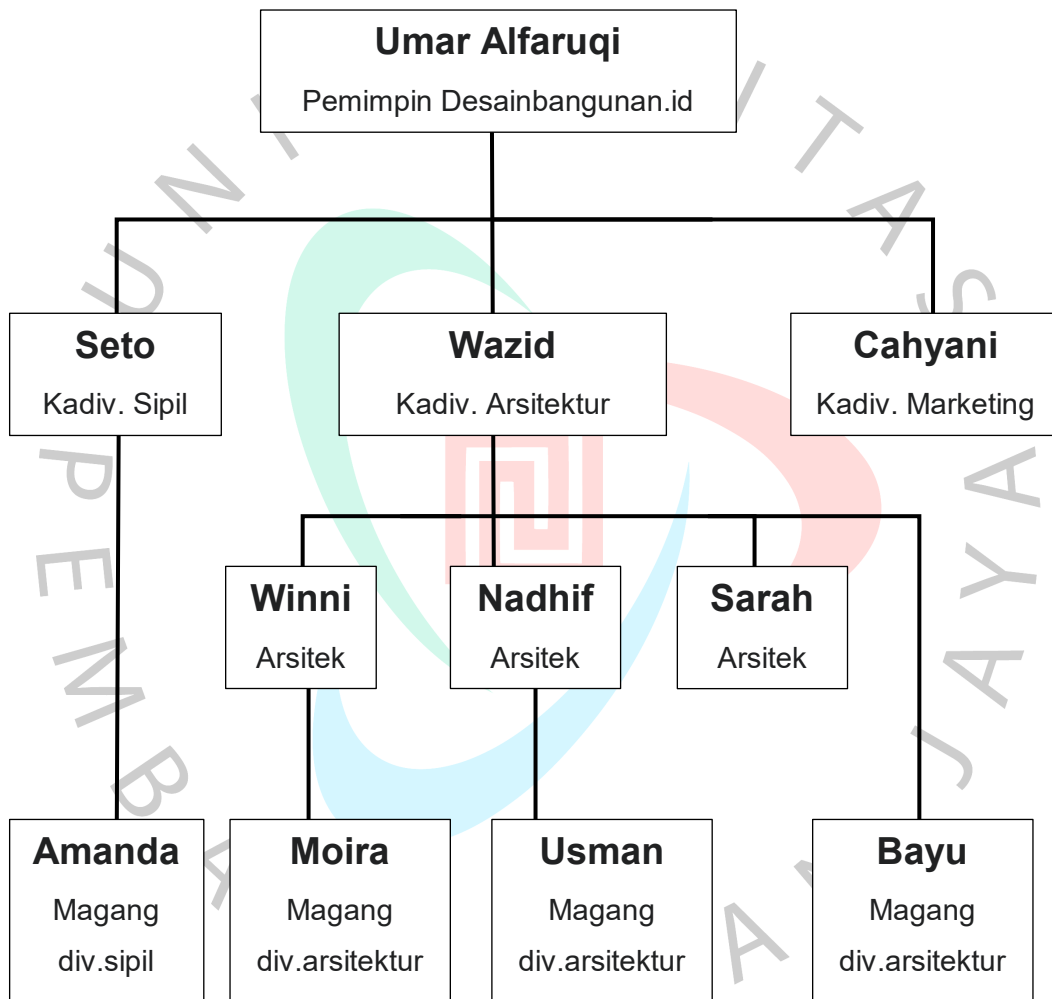 Umar Alfaruqi
Pemimpin Desainbangunan.id
Seto
Kadiv. Sipil
Wazid
Kadiv. Arsitektur
Cahyani
Kadiv. Marketing
Winni
Arsitek
Nadhif
Arsitek
Sarah
Arsitek
Amanda
Magang
div.sipil
Moira
Magang
div.arsitektur
Usman
Magang
div.arsitektur
Bayu
Magang
div.arsitektur